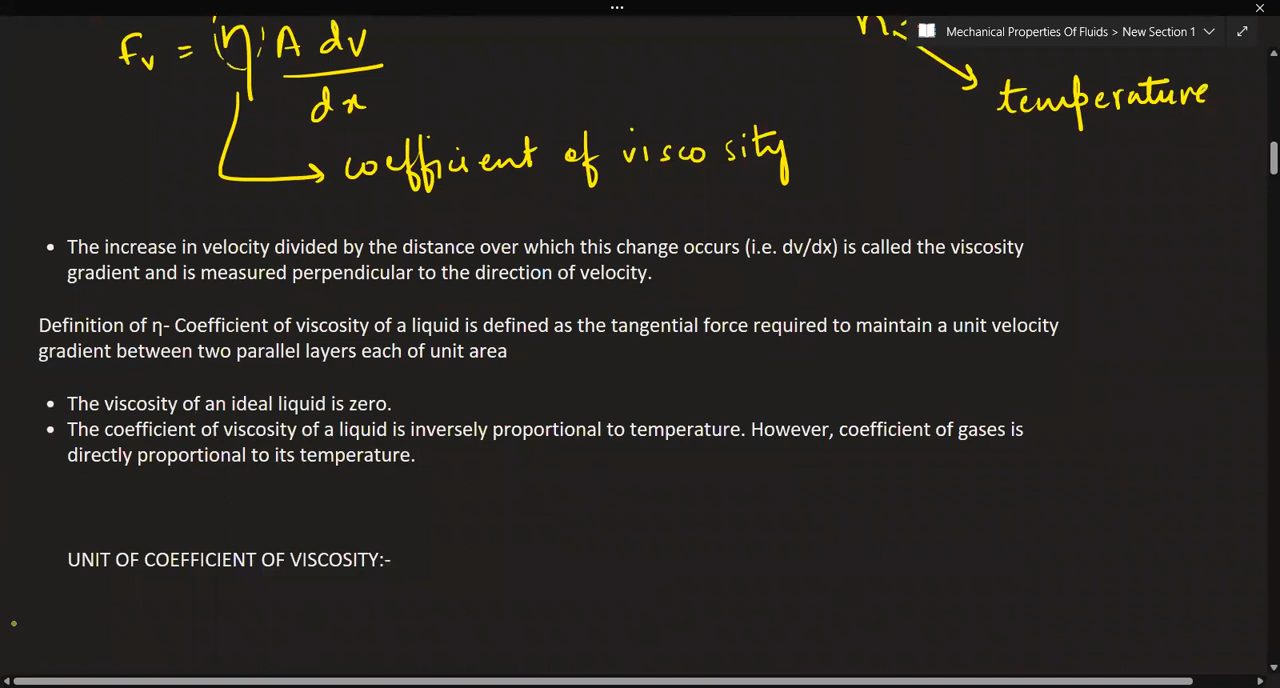 ...
Mechanical Properties Of Fluids > New Section 1
Fv = η A dv
dx
temperature
coefficient of viscosity
• The increase in velocity divided by the distance over which this change occurs (i.e. dv/dx) is called the viscosity
gradient and is measured perpendicular to the direction of velocity.
Definition of η- Coefficient of viscosity of a liquid is defined as the tangential force required to maintain a unit velocity
gradient between two parallel layers each of unit area
• The viscosity of an ideal liquid is zero.
• The coefficient of viscosity of a liquid is inversely proportional to temperature. However, coefficient of gases is
directly proportional to its temperature.
UNIT OF COEFFICIENT OF VISCOSITY:-